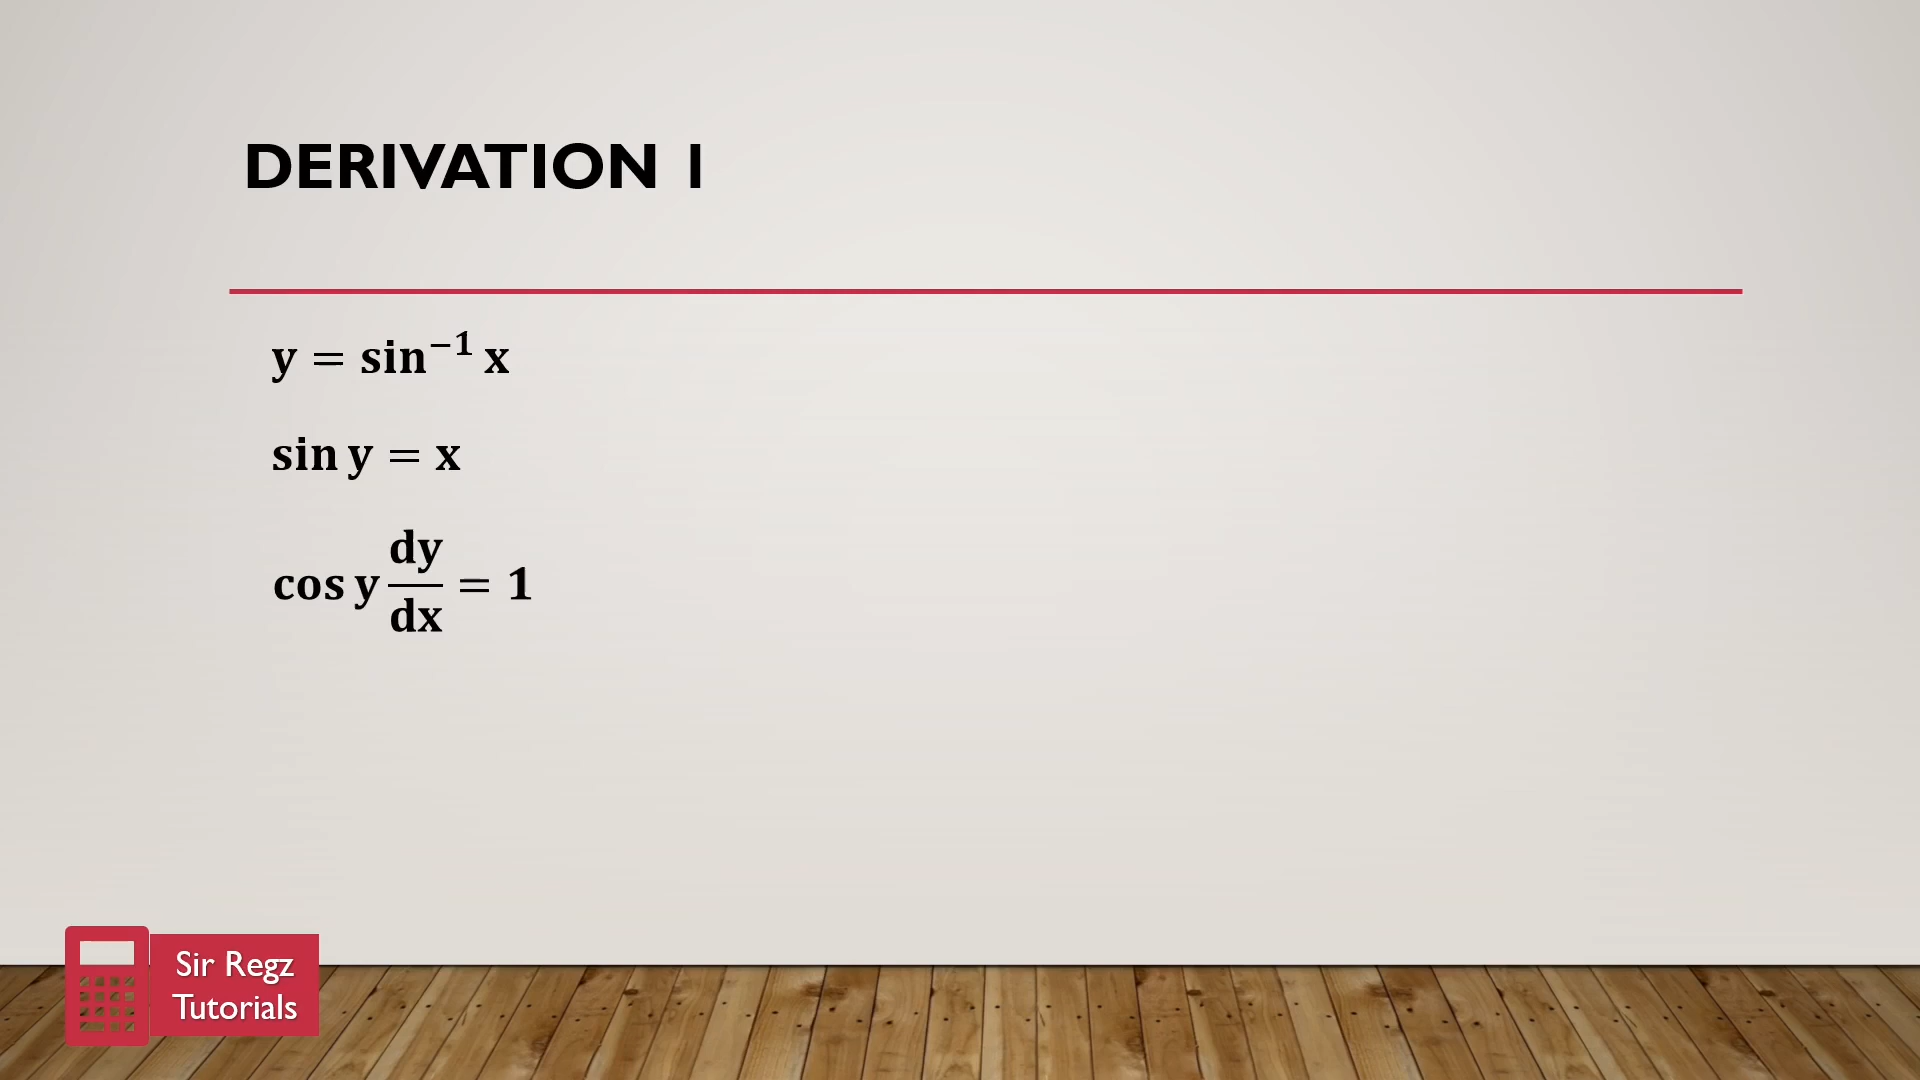 DERIVATION 1
y = sin⁻¹ x
sin y = x
cos y dy/dx = 1
Sir Regz
Tutorials